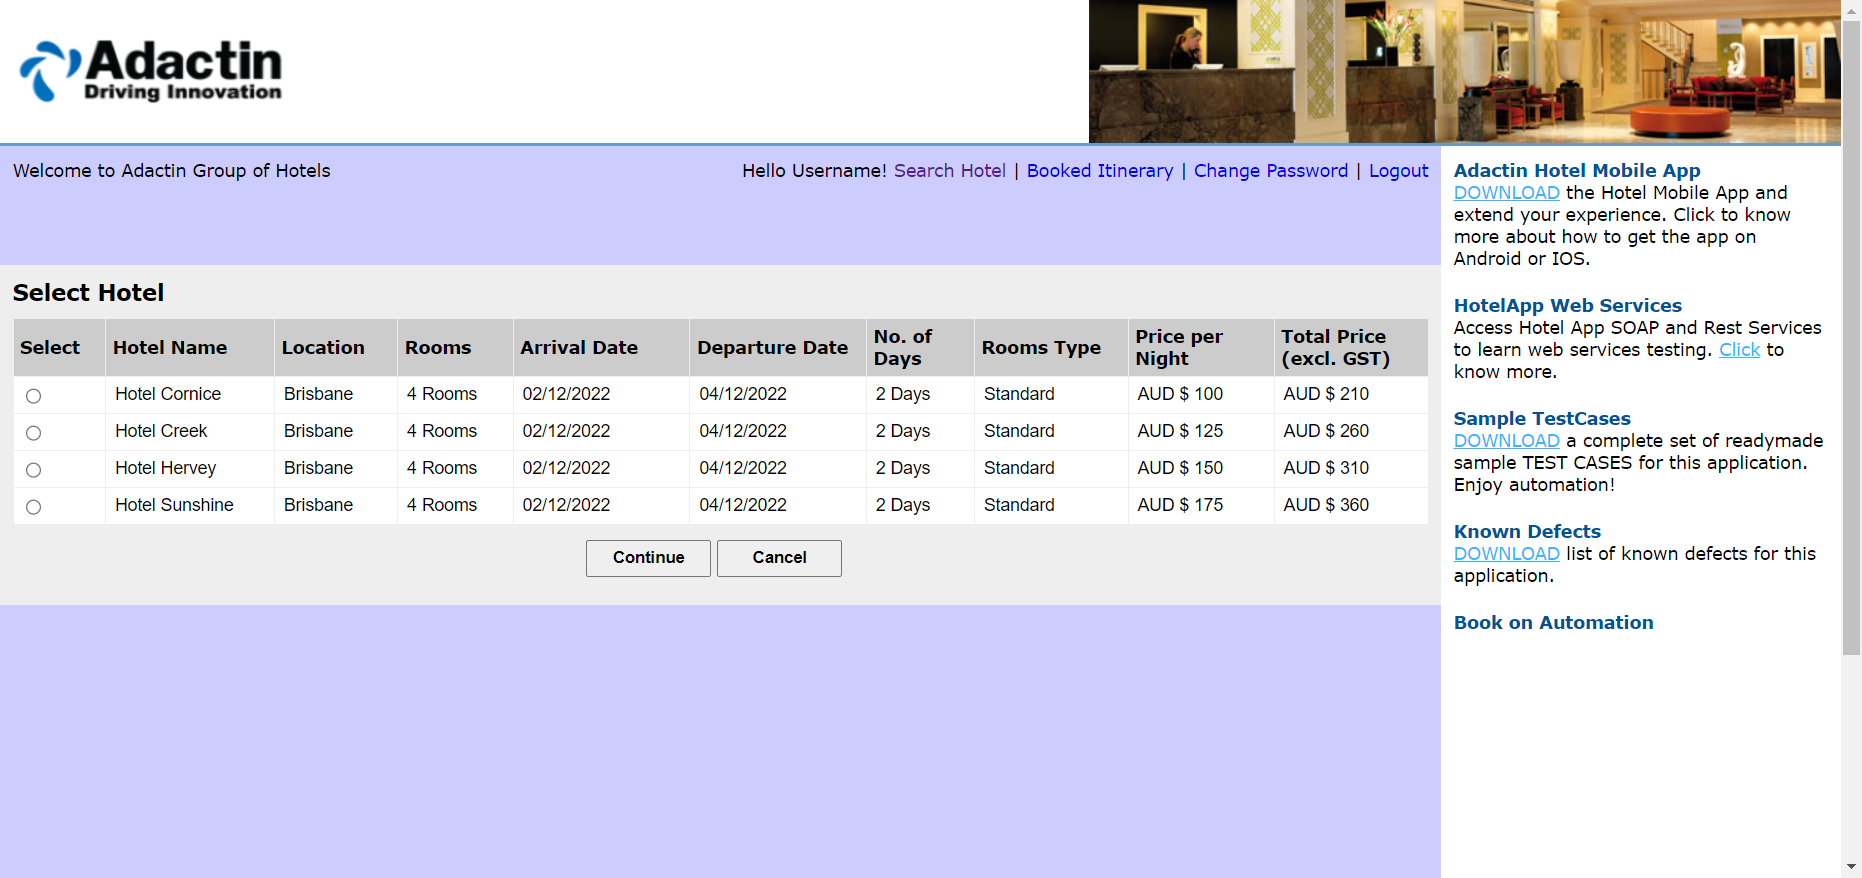 Adactin
Driving Innovation
Welcome to Adactin Group of Hotels
Hello Username! Search Hotel | Booked Itinerary | Change Password | Logout
Select Hotel
Select Hotel Name Location Rooms Arrival Date Departure Date No. of Days Rooms Type Price per Night Total Price (excl. GST)
Hotel Cornice Brisbane 4 Rooms 02/12/2022 04/12/2022 2 Days Standard AUD $ 100 AUD $ 210
Hotel Creek Brisbane 4 Rooms 02/12/2022 04/12/2022 2 Days Standard AUD $ 125 AUD $ 260
Hotel Hervey Brisbane 4 Rooms 02/12/2022 04/12/2022 2 Days Standard AUD $ 150 AUD $ 310
Hotel Sunshine Brisbane 4 Rooms 02/12/2022 04/12/2022 2 Days Standard AUD $ 175 AUD $ 360
Continue Cancel
Adactin Hotel Mobile App
DOWNLOAD the Hotel Mobile App and
extend your experience. Click to know
more about how to get the app on
Android or IOS.
HotelApp Web Services
Access Hotel App SOAP and Rest Services
to learn web services testing. Click to
know more.
Sample TestCases
DOWNLOAD a complete set of readymade
sample TEST CASES for this application.
Enjoy automation!
Known Defects
DOWNLOAD list of known defects for this
application.
Book on Automation